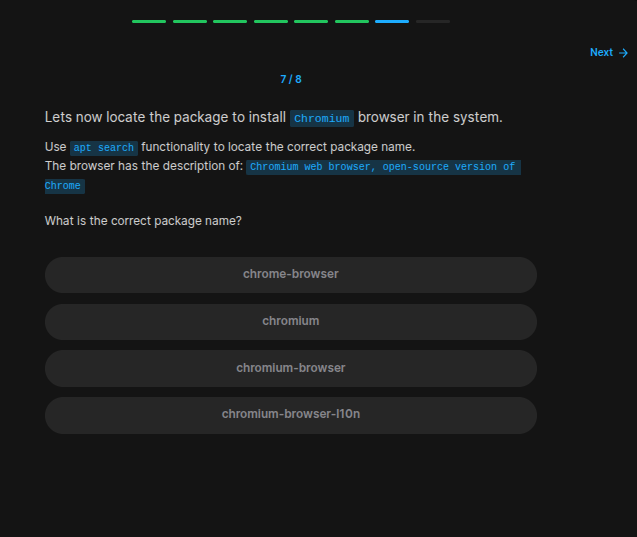 Next →
7 / 8
Lets now locate the package to install Chromium browser in the system.
Use apt search functionality to locate the correct package name.
The browser has the description of: Chromium web browser, open-source version of
Chrome
What is the correct package name?
chrome-browser
chromium
chromium-browser
chromium-browser-l10n